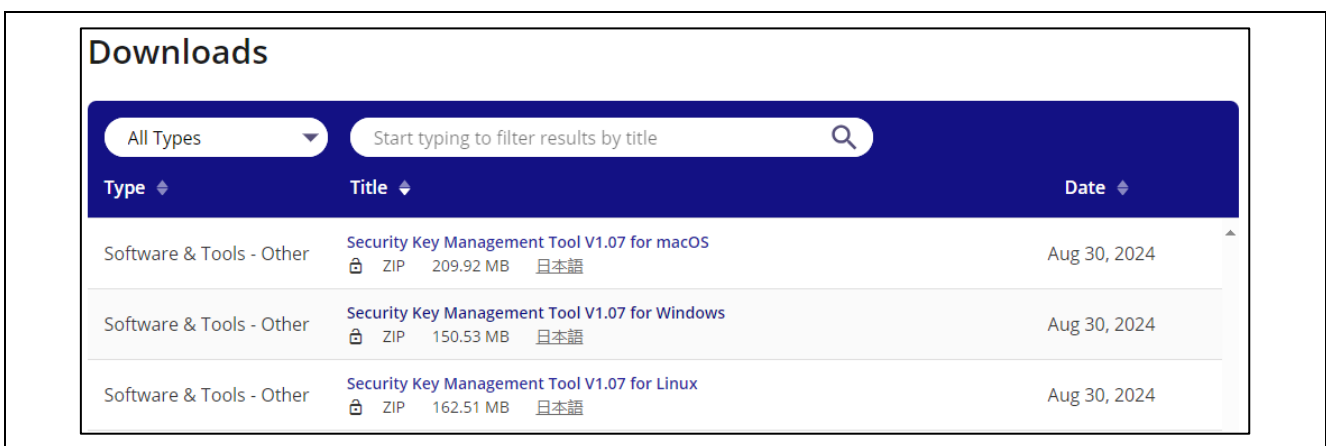 Downloads
All Types
Start typing to filter results by title
Type Title Date
Software & Tools - Other Security Key Management Tool V1.07 for macOS Aug 30, 2024
ZIP 209.92 MB 日本語
Software & Tools - Other Security Key Management Tool V1.07 for Windows Aug 30, 2024
ZIP 150.53 MB 日本語
Software & Tools - Other Security Key Management Tool V1.07 for Linux Aug 30, 2024
ZIP 162.51 MB 日本語